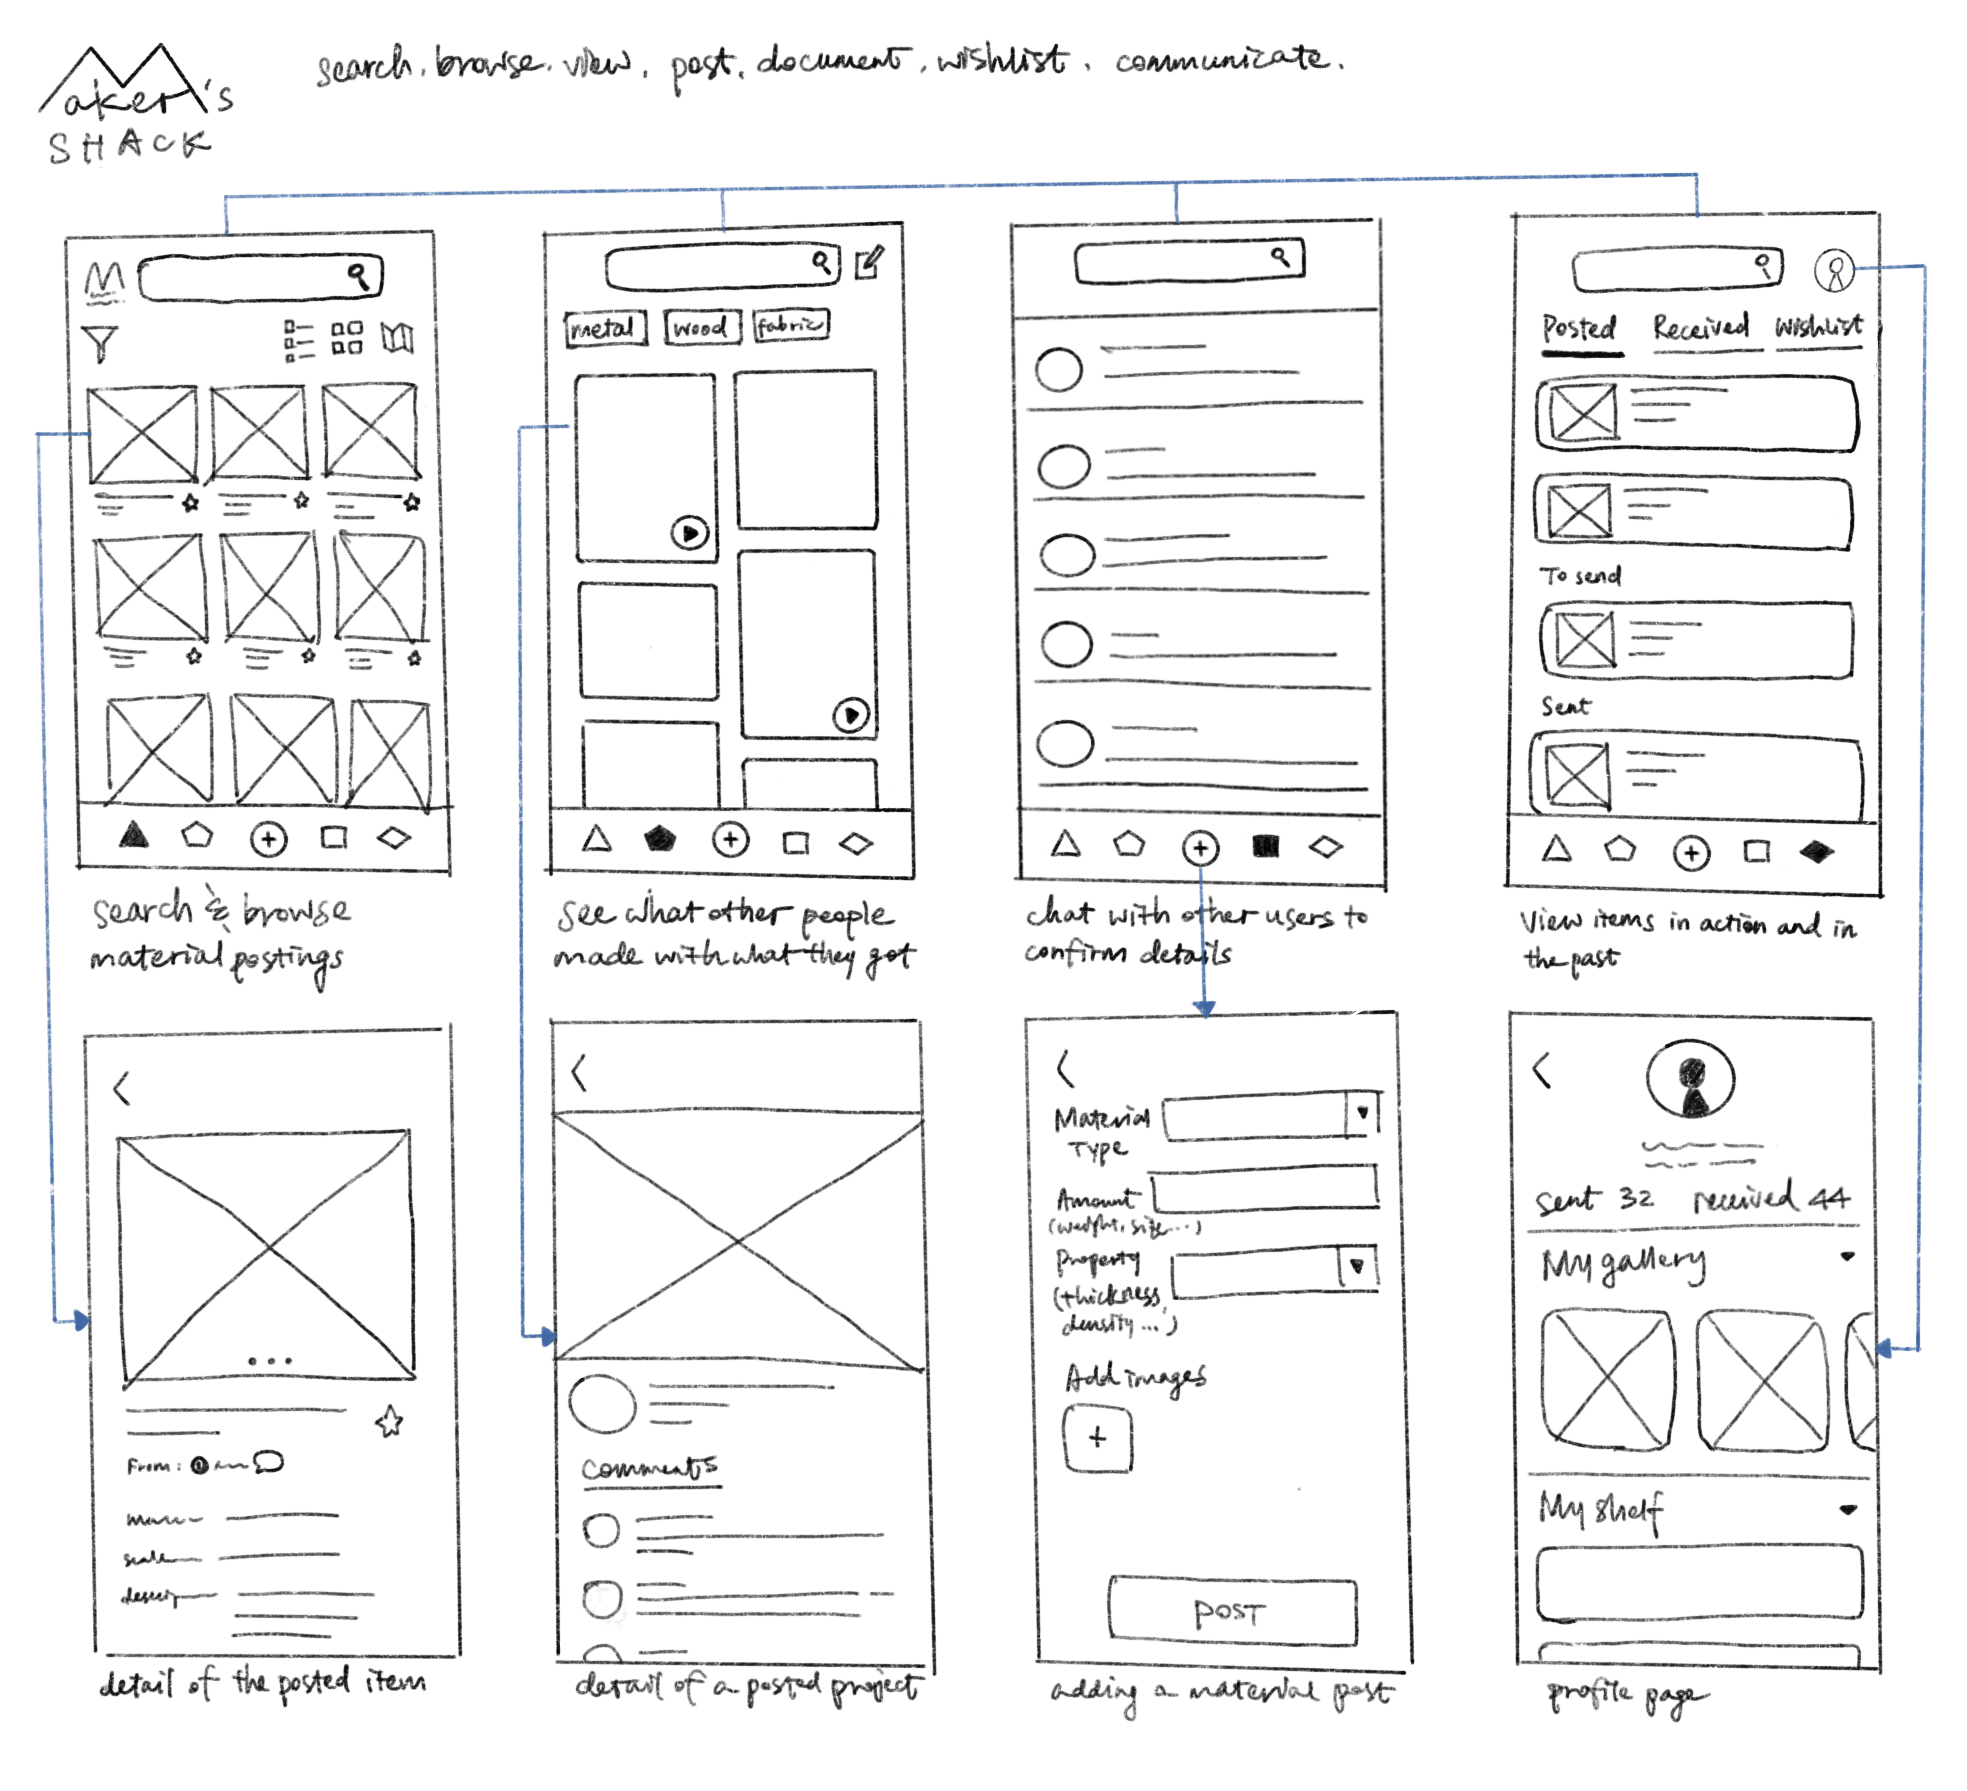 Maker's
SHACK
search. browse. view. post. document. wishlist. communicate.
metal wood fabric
Posted Received Wishlist
To send
Sent
search & browse
material postings
see what other people
made with what they got
chat with other users to
confirm details
View items in action and in
the past
From:
scale
descrip
detail of the posted item
comments
detail of a posted project
Material
Type
Amount
(weight, size...)
Property
(thickness,
density...)
Add images
+
POST
adding a material post
sent 32 received 44
My gallery
My shelf
profile page